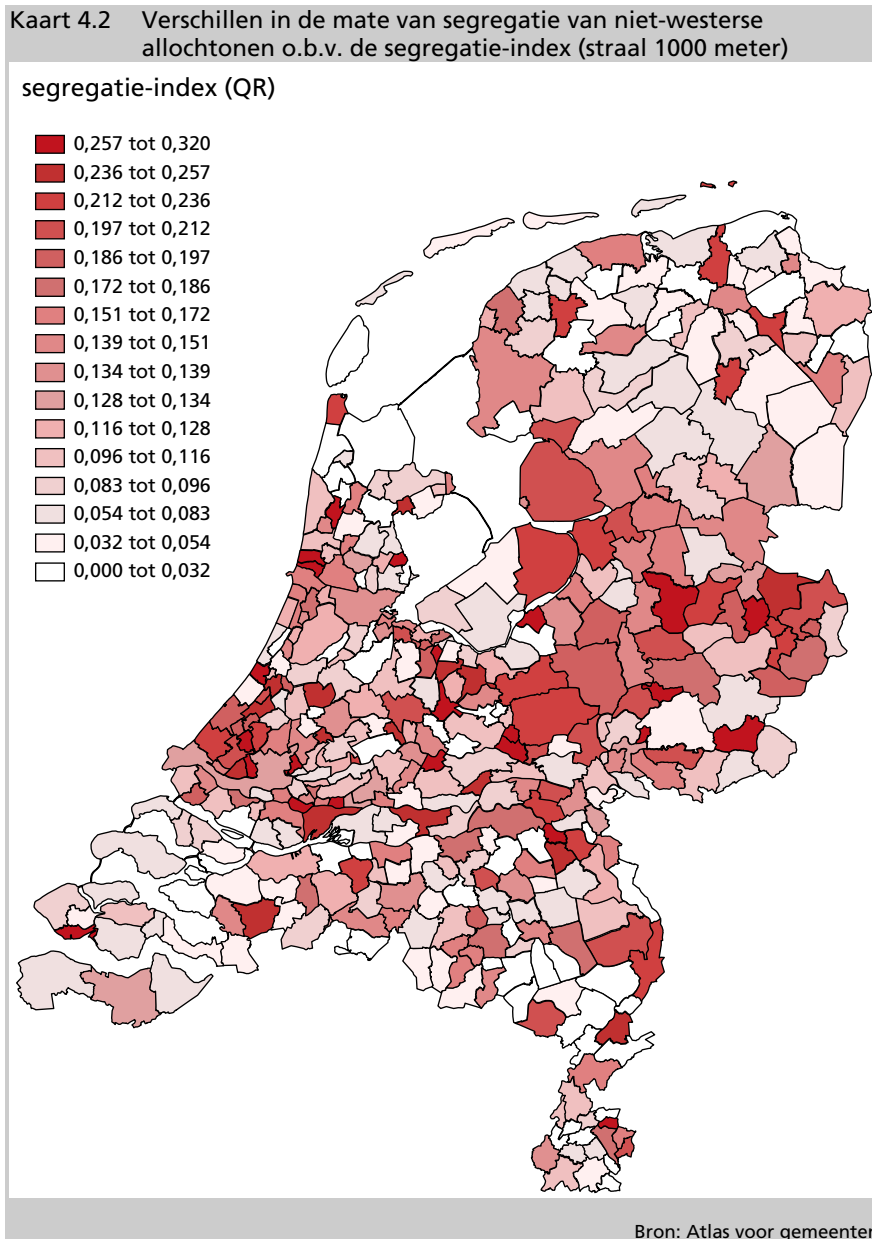 Kaart 4.2 Verschillen in de mate van segregatie van niet-westerse
allochtonen o.b.v. de segregatie-index (straal 1000 meter)
segregatie-index (QR)
0,257 tot 0,320
0,236 tot 0,257
0,212 tot 0,236
0,197 tot 0,212
0,186 tot 0,197
0,172 tot 0,186
0,151 tot 0,172
0,139 tot 0,151
0,134 tot 0,139
0,128 tot 0,134
0,116 tot 0,128
0,096 tot 0,116
0,083 tot 0,096
0,054 tot 0,083
0,032 tot 0,054
0,000 tot 0,032
Bron: Atlas voor gemeenten